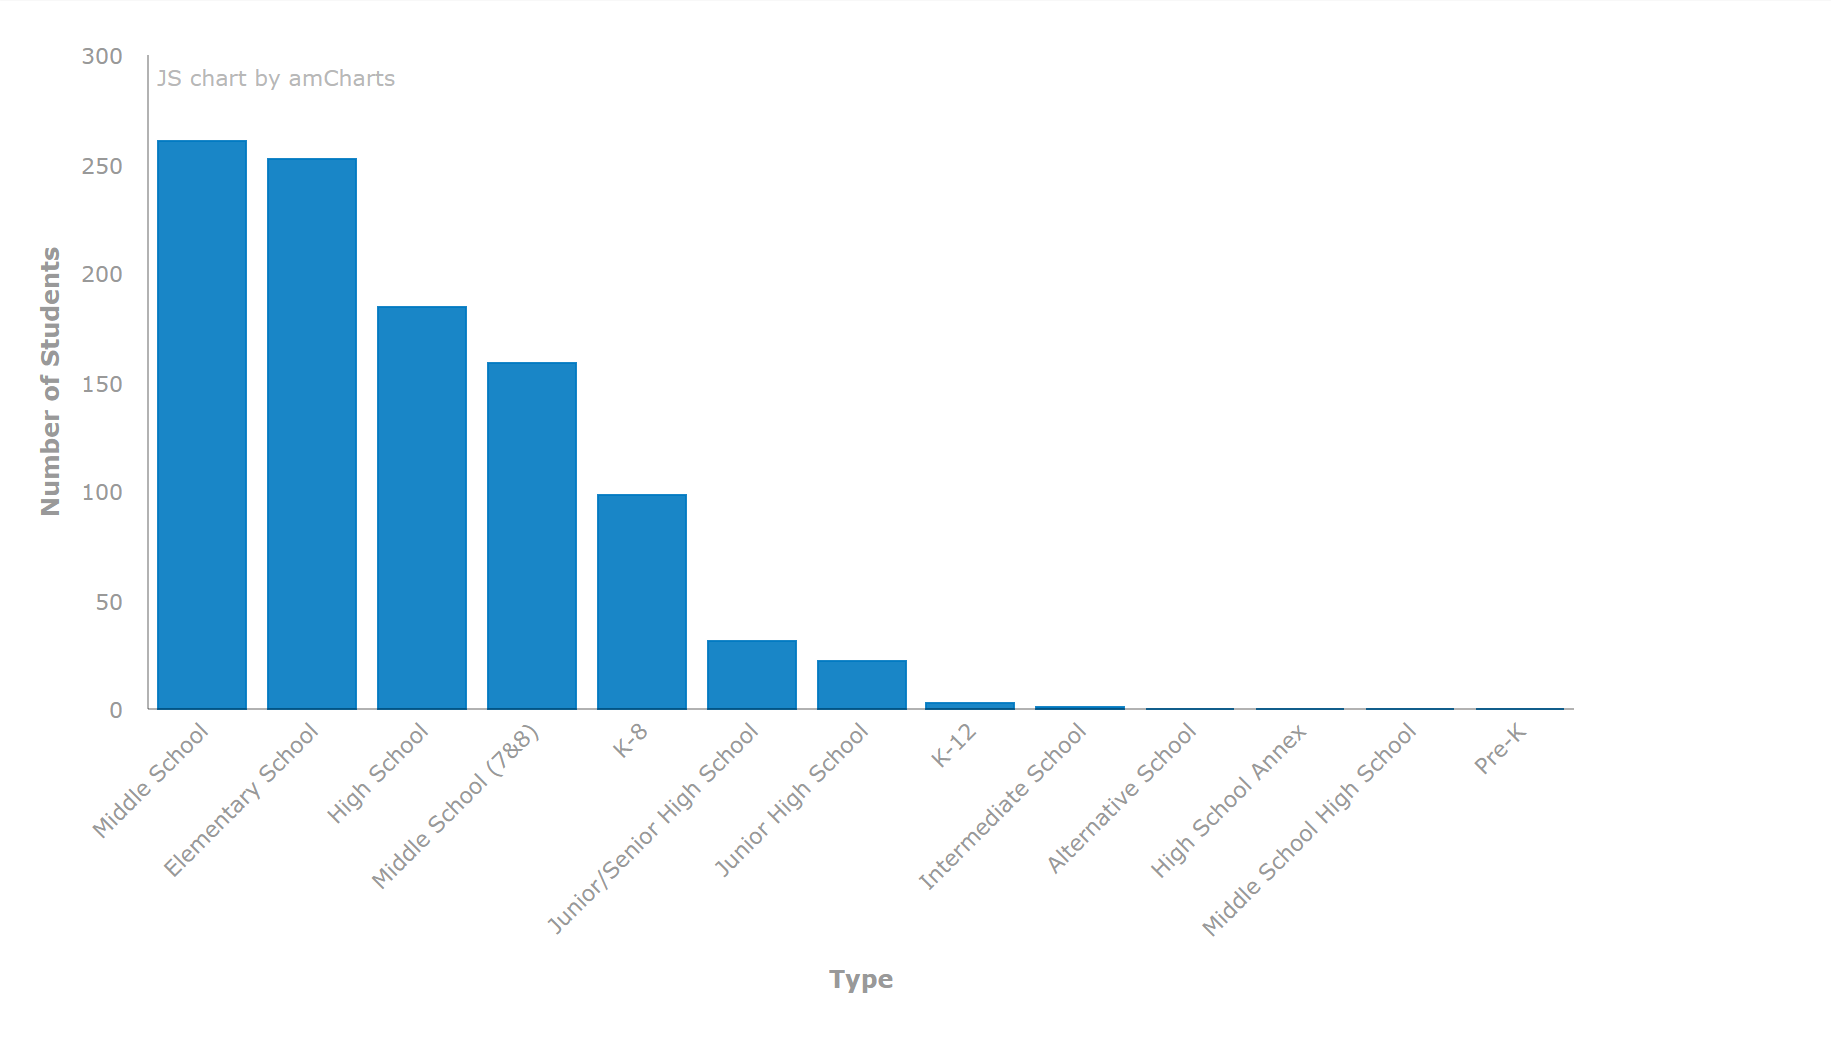 300
JS chart by amCharts
250
200
150
100
50
0
Number of Students
Middle School
Elementary School
High School
Middle School (7&8)
K-8
Junior/Senior High School
Junior High School
K-12
Intermediate School
Alternative School
High School Annex
Middle School High School
Pre-K
Type